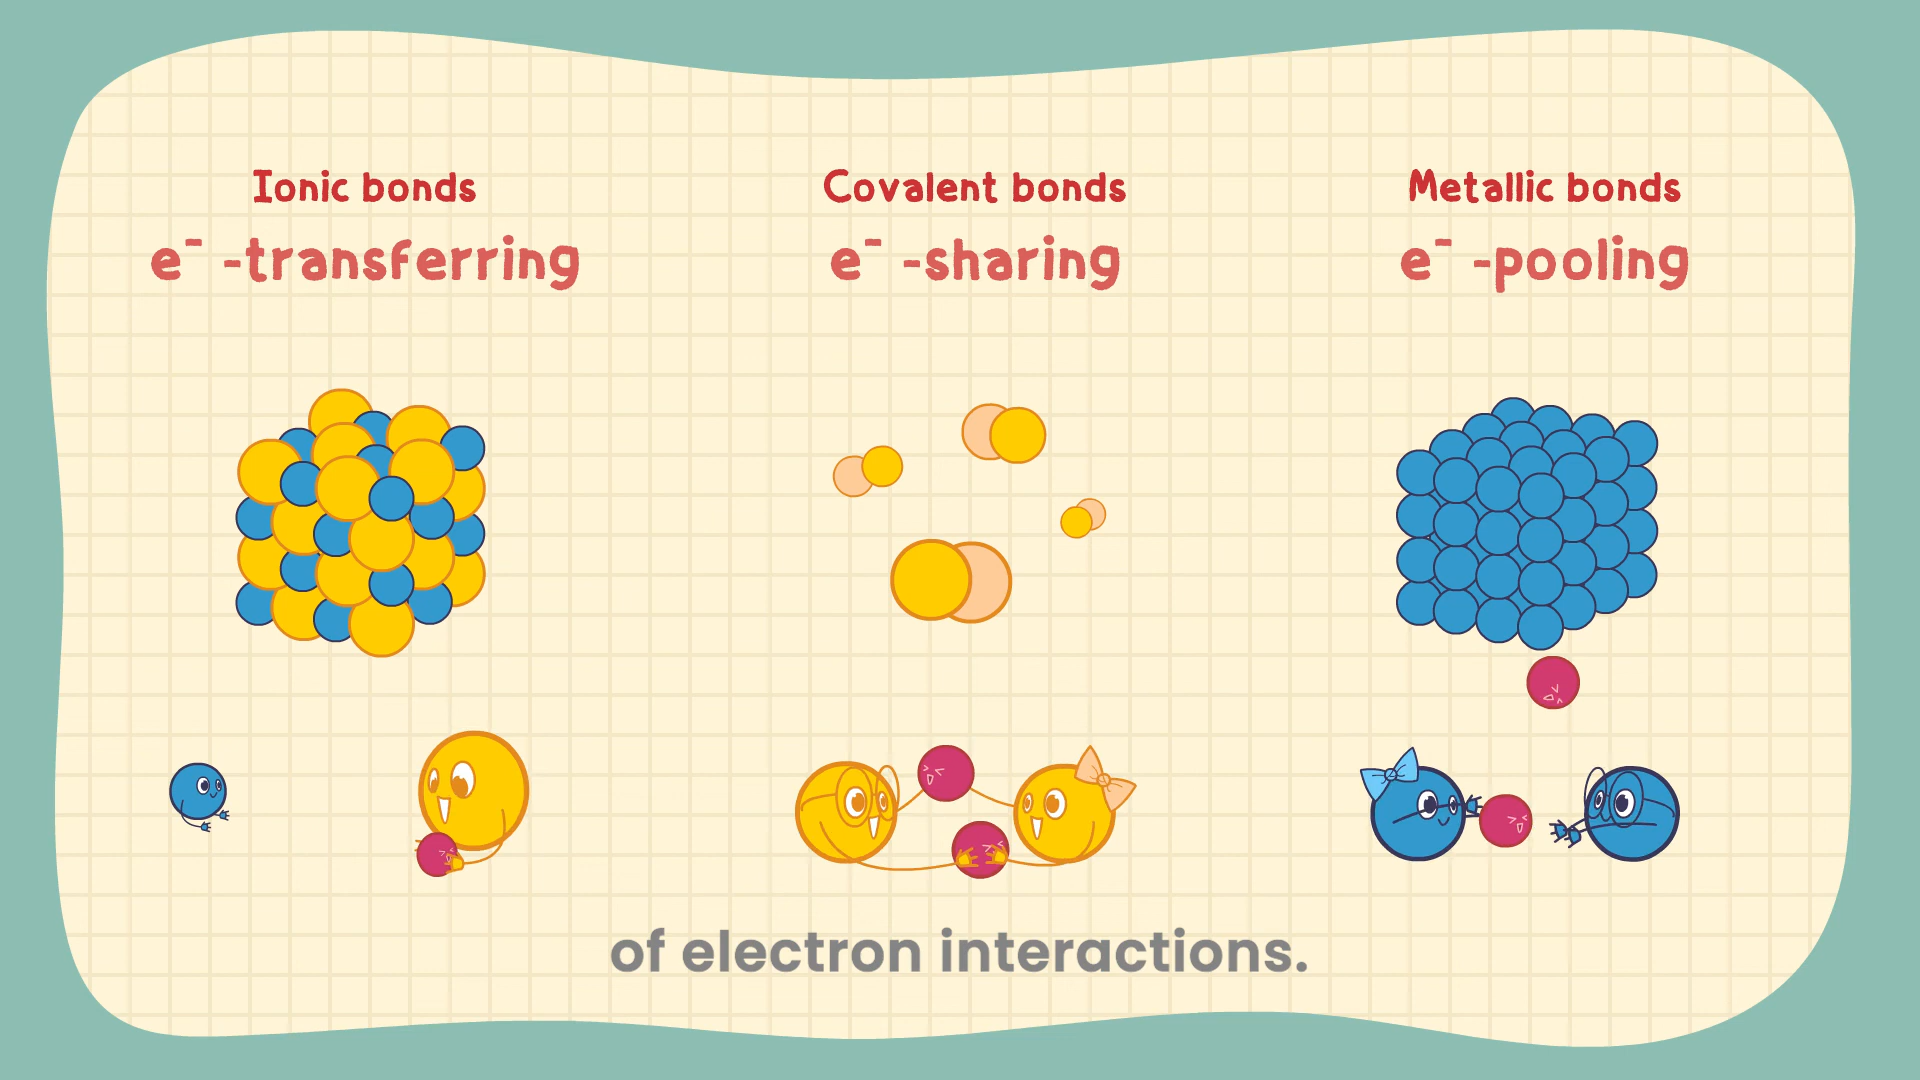 Ionic bonds
e⁻ -transferring
Covalent bonds
e⁻ -sharing
Metallic bonds
e⁻ -pooling
of electron interactions.